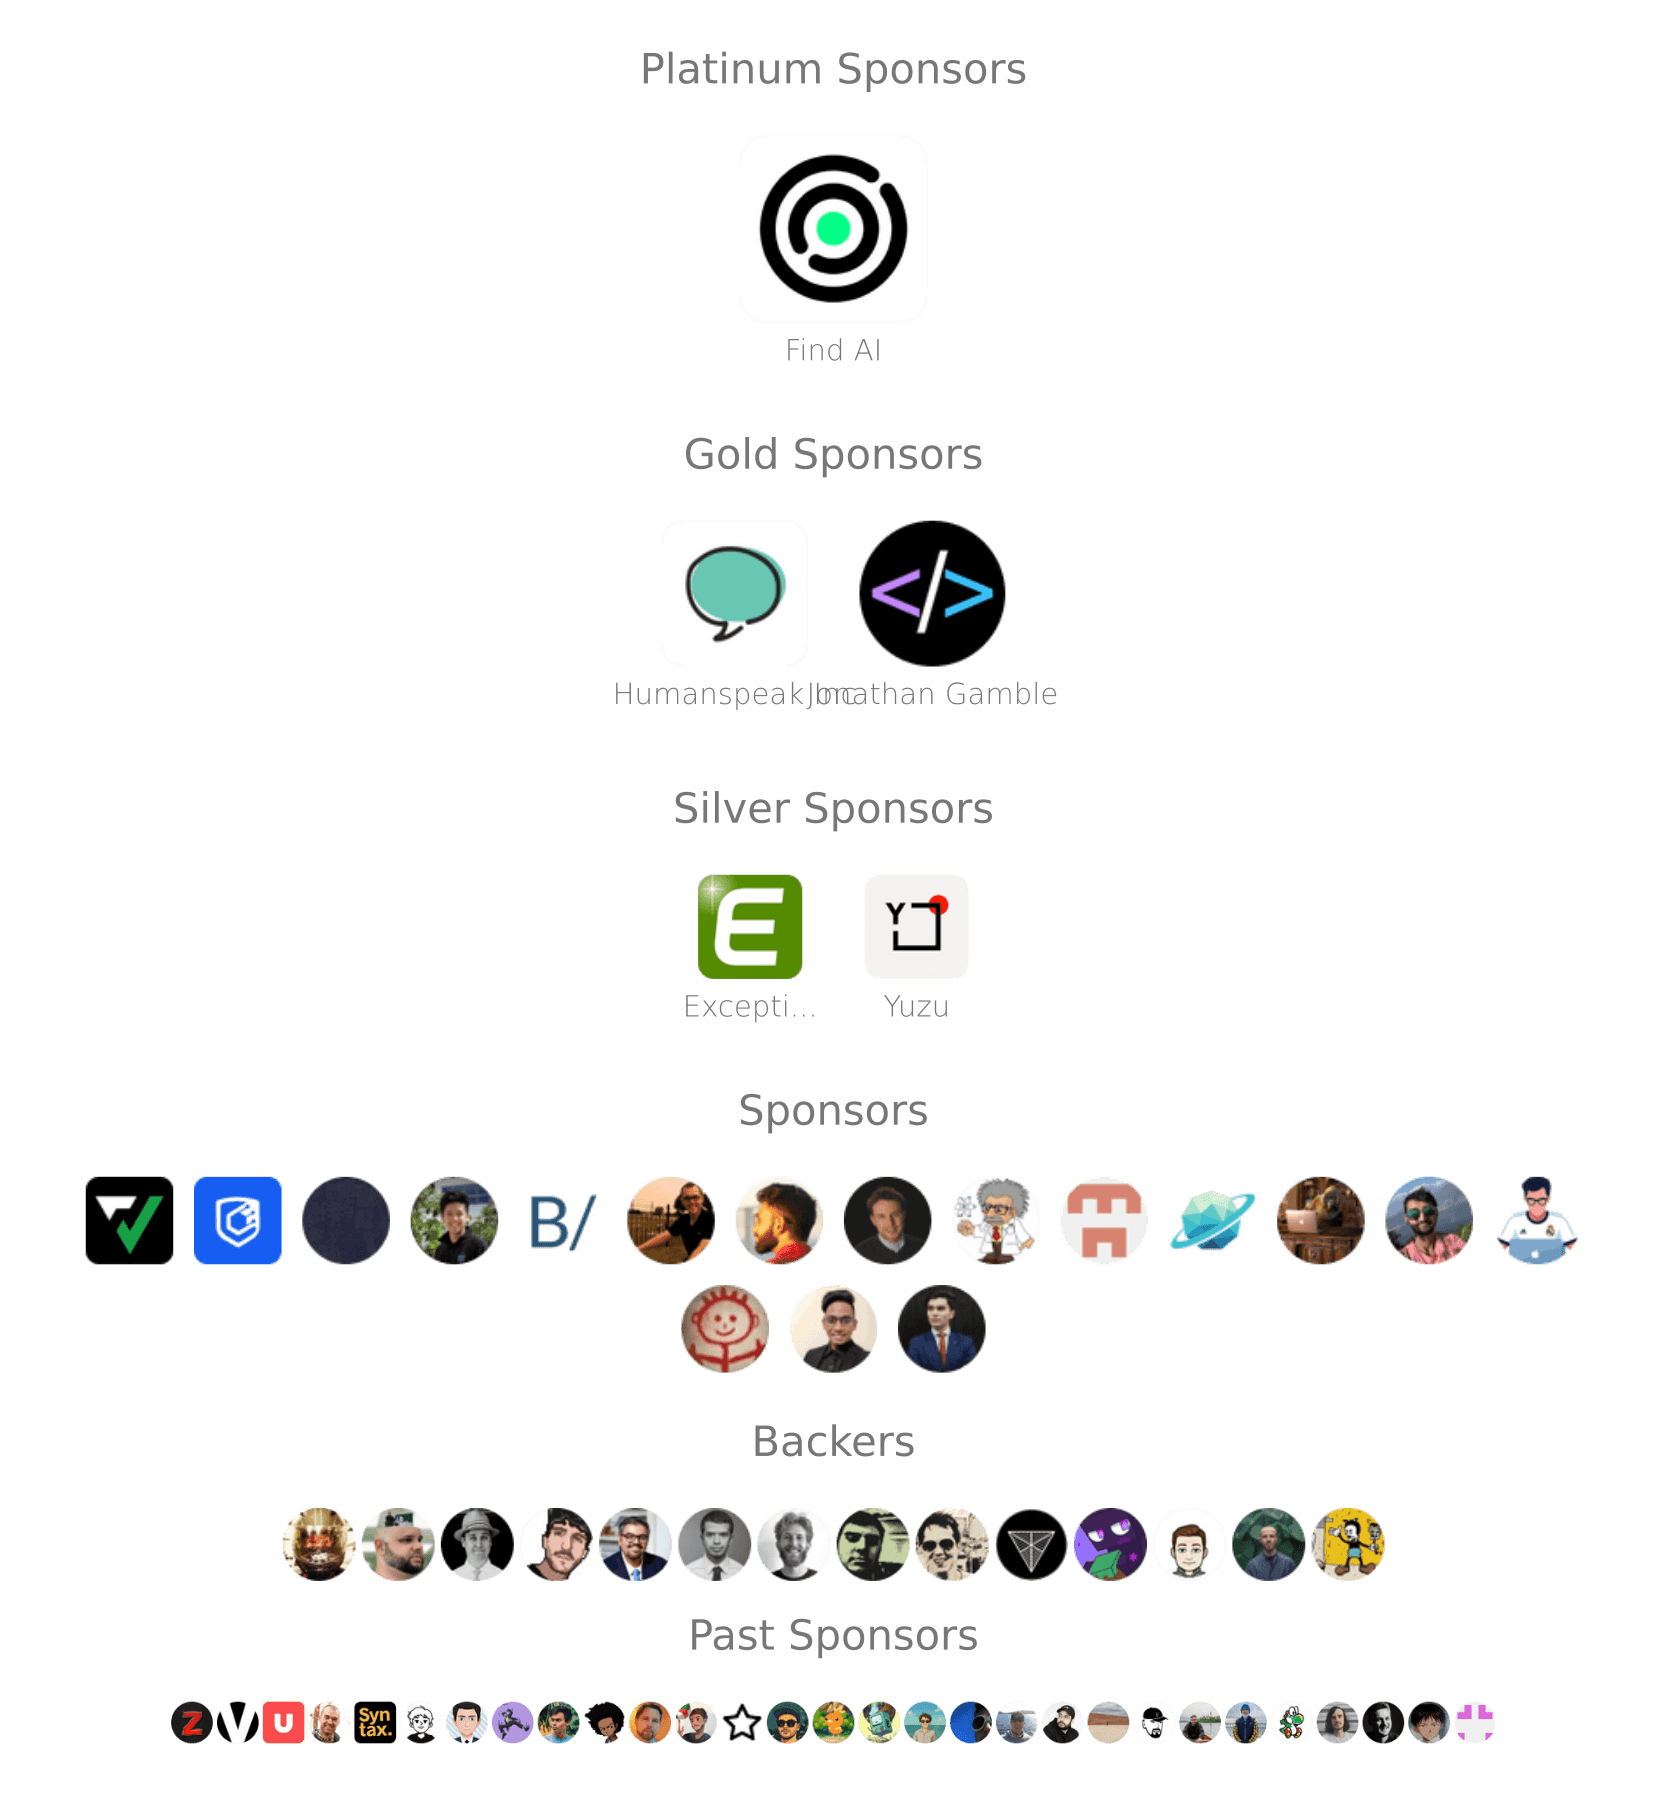 Platinum Sponsors
Find AI
Gold Sponsors
Humanspeak Inc
Jonathan Gamble
Silver Sponsors
E
Y
Excepti...
Yuzu
Sponsors
B/
Backers
Past Sponsors
Z
V
U
Syn
tax.